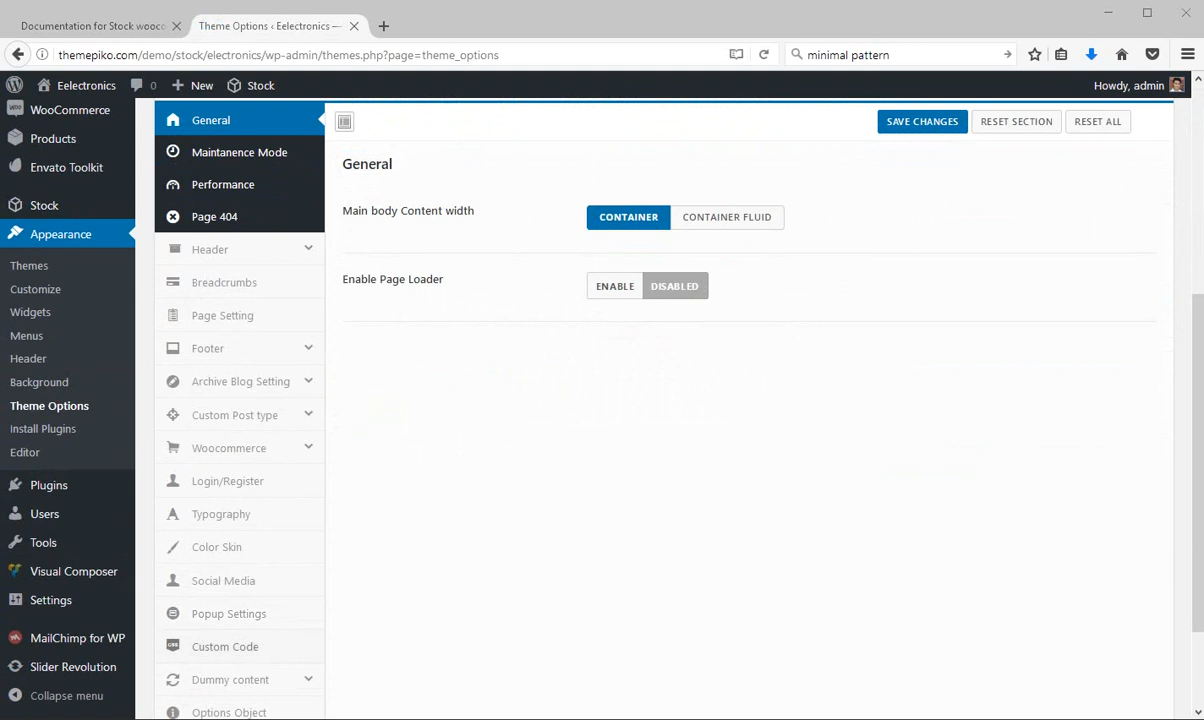 Documentation for Stock wooco
Theme Options ‹ Eelectronics —
themepiko.com/demo/stock/electronics/wp-admin/themes.php?page=theme_options
minimal pattern
Eelectronics
0
New
Stock
Howdy, admin
WooCommerce
Products
Envato Toolkit
Stock
Appearance
Themes
Customize
Widgets
Menus
Header
Background
Theme Options
Install Plugins
Editor
Plugins
Users
Tools
Visual Composer
Settings
MailChimp for WP
Slider Revolution
Collapse menu
General
Maintanence Mode
Performance
Page 404
Header
Breadcrumbs
Page Setting
Footer
Archive Blog Setting
Custom Post type
Woocommerce
Login/Register
Typography
Color Skin
Social Media
Popup Settings
Custom Code
Dummy content
Options Object
SAVE CHANGES
RESET SECTION
RESET ALL
General
Main body Content width
CONTAINER
CONTAINER FLUID
Enable Page Loader
ENABLE
DISABLED